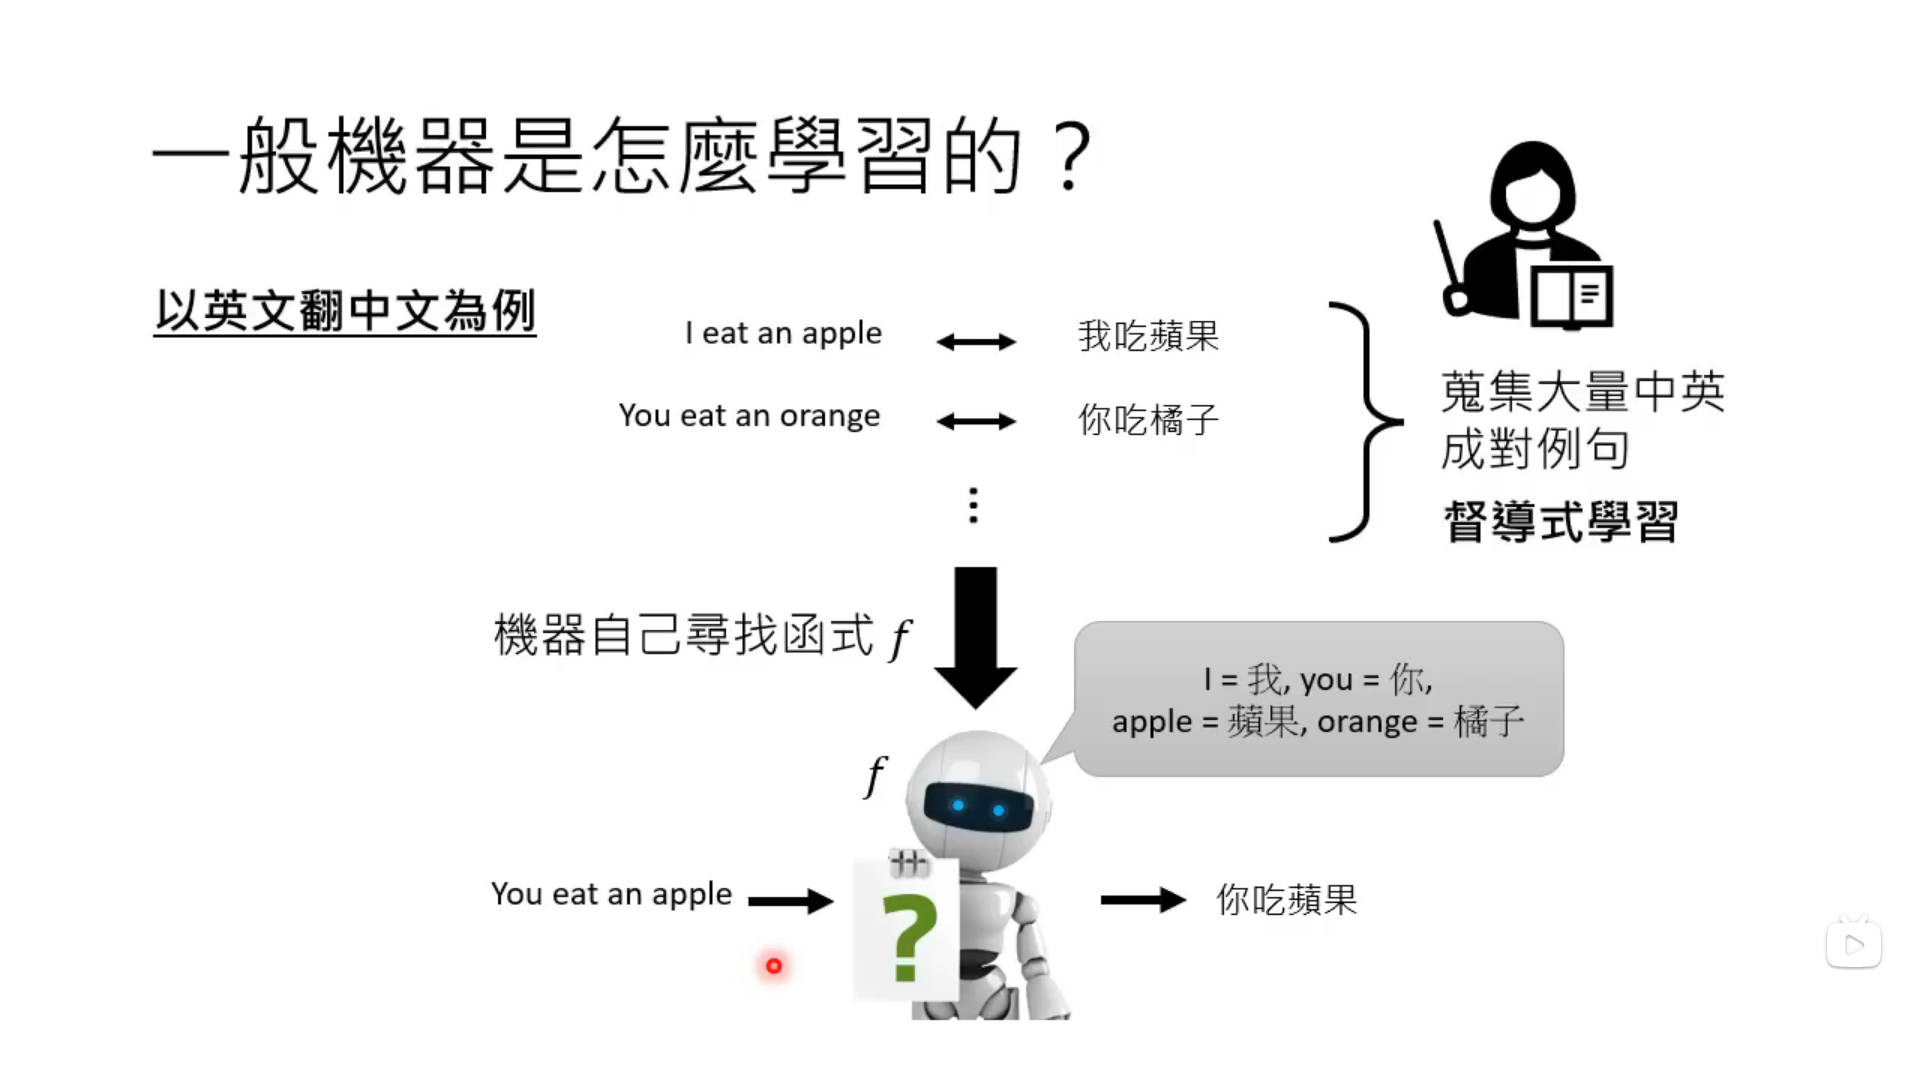 一般機器是怎麼學習的？
以英文翻中文為例
I eat an apple
我吃蘋果
You eat an orange
你吃橘子
⋮
蒐集大量中英
成對例句
督導式學習
機器自己尋找函式 f
I = 我, you = 你,
apple = 蘋果, orange = 橘子
f
You eat an apple
?
你吃蘋果